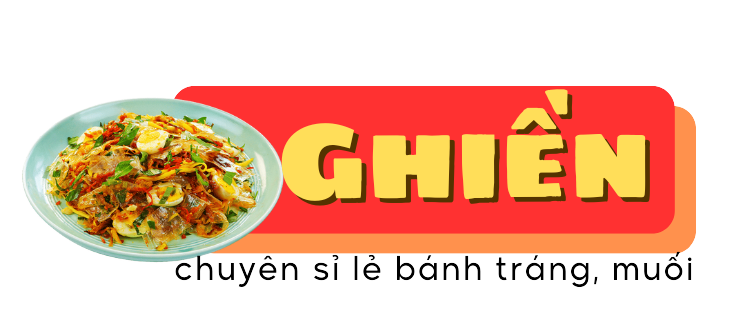 GHIỀN
chuyên sỉ lẻ bánh tráng, muối